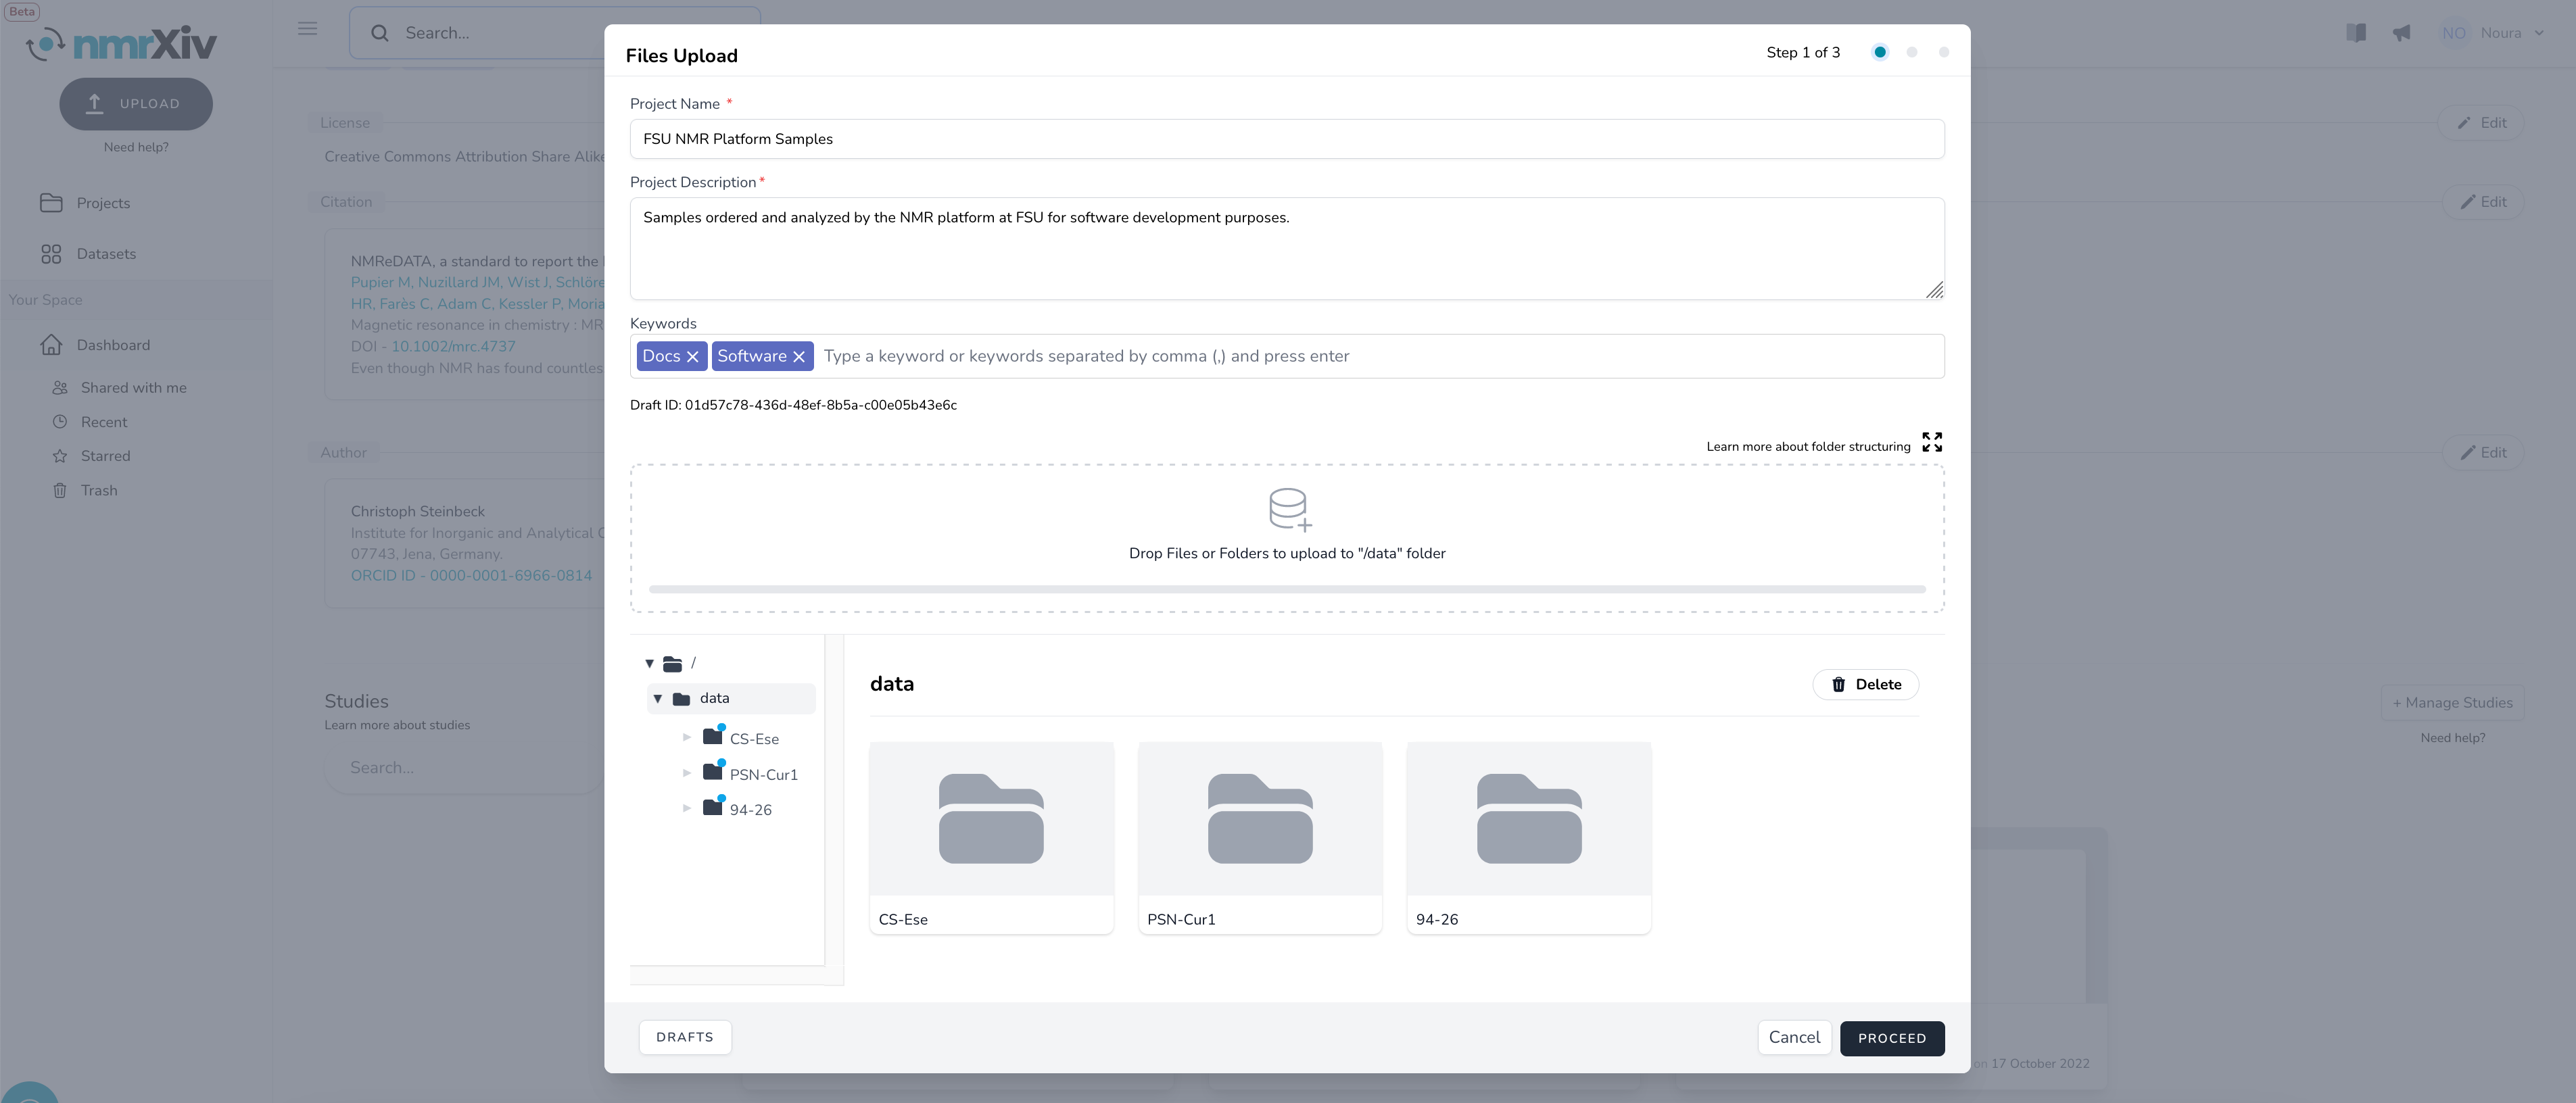 Beta
nmrXiv
UPLOAD
Need help?
Projects
Datasets
Your Space
Dashboard
Shared with me
Recent
Starred
Trash
Search...
NO Noura
License
Edit
Creative Commons Attribution Share Alike
Citation
Edit
NMReDATA, a standard to report the
Pupier M, Nuzillard JM, Wist J, Schlöre
HR, Farès C, Adam C, Kessler P, Moria
Magnetic resonance in chemistry : MR
DOI - 10.1002/mrc.4737
Even though NMR has found countles
Author
Edit
Christoph Steinbeck
Institute for Inorganic and Analytical C
07743, Jena, Germany.
ORCID ID - 0000-0001-6966-0814
Studies
Learn more about studies
Search...
+ Manage Studies
Need help?
on 17 October 2022
Files Upload
Step 1 of 3
Project Name *
FSU NMR Platform Samples
Project Description *
Samples ordered and analyzed by the NMR platform at FSU for software development purposes.
Keywords
Docs Software Type a keyword or keywords separated by comma (,) and press enter
Draft ID: 01d57c78-436d-48ef-8b5a-c00e05b43e6c
Learn more about folder structuring
Drop Files or Folders to upload to "/data" folder
/
data
CS-Ese
PSN-Cur1
94-26
data
Delete
CS-Ese
PSN-Cur1
94-26
DRAFTS
Cancel
PROCEED